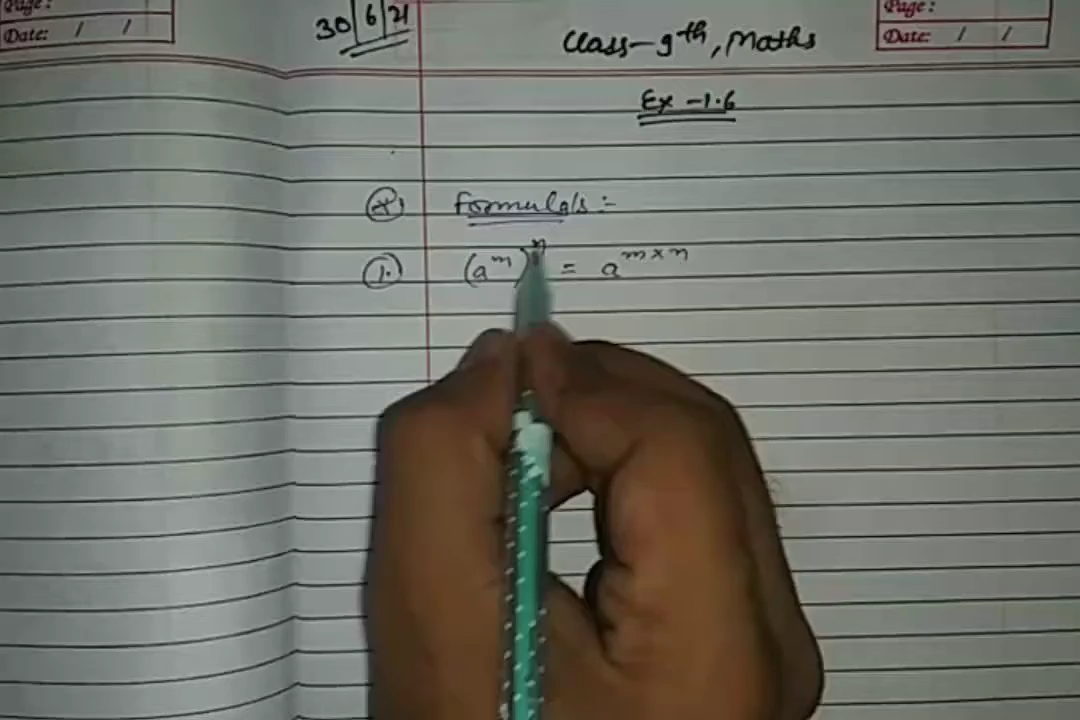 Page:
Date: / /
30/6/21
Class-9th, Maths
Page:
Date: / /
Ex-1.6
(*) Formula/s:-
(1.) (a^m)^n = a^m×n